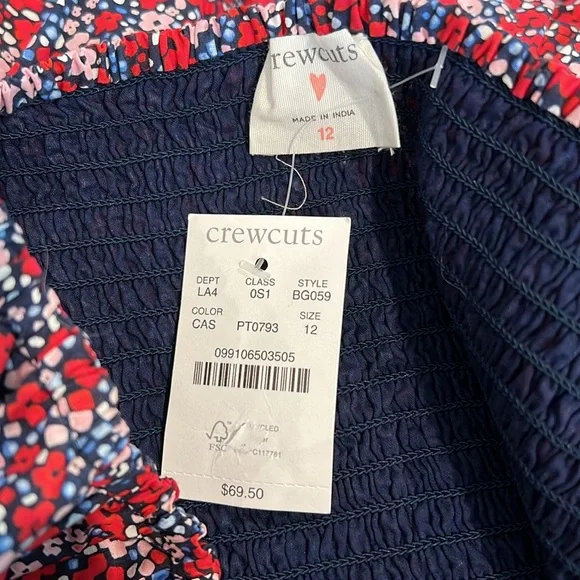 rewcuts
MADE IN INDIA
12
crewcuts
DEPT CLASS STYLE
LA4 0S1 BG059
COLOR SIZE
CAS PT0793 12
099106503505
FSC
$69.50